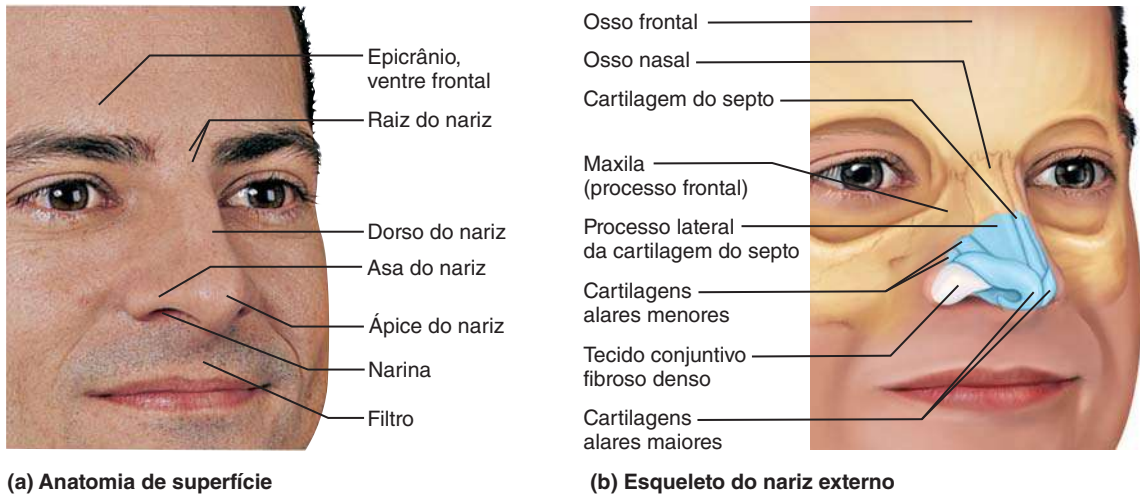 Epicrânio,
ventre frontal
Raiz do nariz
Dorso do nariz
Asa do nariz
Ápice do nariz
Narina
Filtro
(a) Anatomia de superfície
Osso frontal
Osso nasal
Cartilagem do septo
Maxila
(processo frontal)
Processo lateral
da cartilagem do septo
Cartilagens
alares menores
Tecido conjuntivo
fibroso denso
Cartilagens
alares maiores
(b) Esqueleto do nariz externo